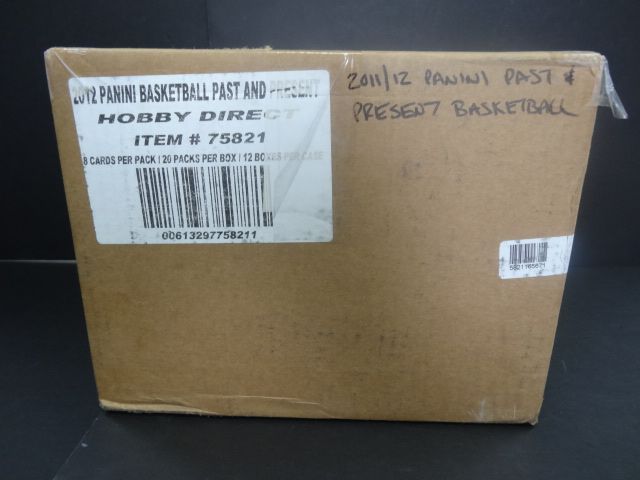 2012 PANINI BASKETBALL PAST AND PRESENT
HOBBY DIRECT
ITEM # 75821
8 CARDS PER PACK | 20 PACKS PER BOX | 12 BOXES PER CASE
00613297758211
2011/12 PANINI PAST &
PRESENT BASKETBALL
5821165671